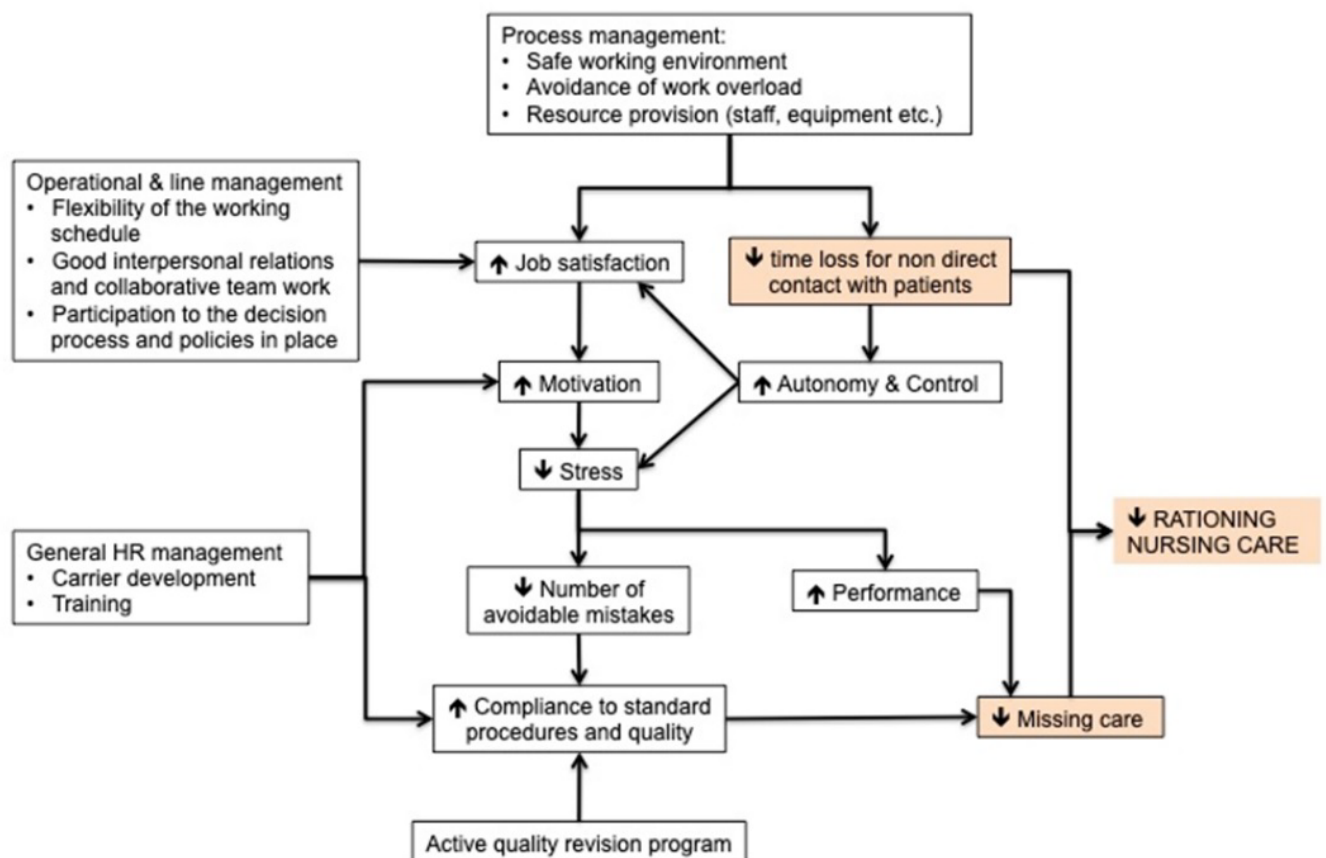 Process management:
• Safe working environment
• Avoidance of work overload
• Resource provision (staff, equipment etc.)
Operational & line management
• Flexibility of the working
schedule
• Good interpersonal relations
and collaborative team work
• Participation to the decision
process and policies in place
↑ Job satisfaction
↓ time loss for non direct
contact with patients
↑ Motivation
↑ Autonomy & Control
↓ Stress
↓ RATIONING
NURSING CARE
General HR management
• Carrier development
• Training
↓ Number of
avoidable mistakes
↑ Performance
↑ Compliance to standard
procedures and quality
↓ Missing care
Active quality revision program